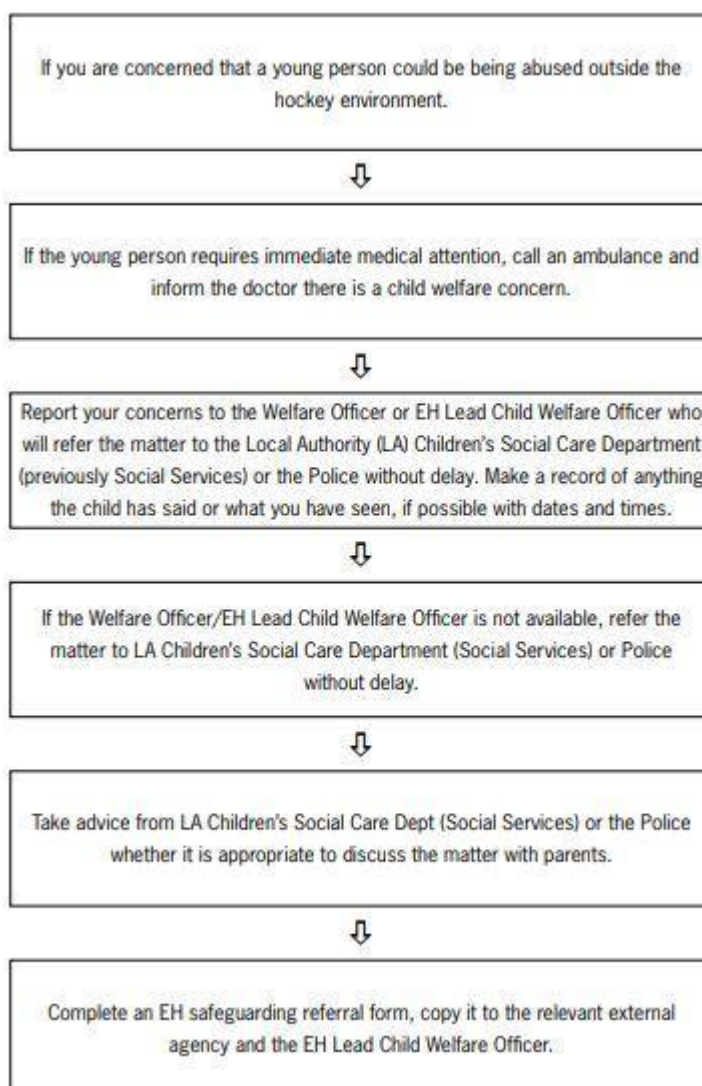 If you are concerned that a young person could be being abused outside the
hockey environment.
If the young person requires immediate medical attention, call an ambulance and
inform the doctor there is a child welfare concern.
Report your concerns to the Welfare Officer or EH Lead Child Welfare Officer who
will refer the matter to the Local Authority (LA) Children's Social Care Department
(previously Social Services) or the Police without delay. Make a record of anything
the child has said or what you have seen, if possible with dates and times.
If the Welfare Officer/EH Lead Child Welfare Officer is not available, refer the
matter to LA Children's Social Care Department (Social Services) or Police
without delay.
Take advice from LA Children's Social Care Dept (Social Services) or the Police
whether it is appropriate to discuss the matter with parents.
Complete an EH safeguarding referral form, copy it to the relevant external
agency and the EH Lead Child Welfare Officer.